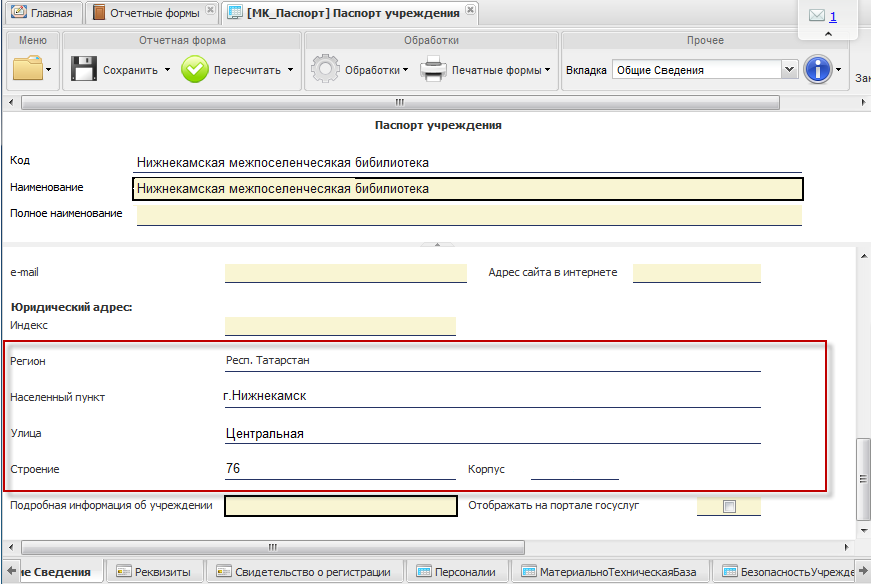 Главная Отчетные формы [МК_Паспорт] Паспорт учреждения 1
Меню Отчетная форма Обработки Прочее
Сохранить Пересчитать Обработки Печатные формы Вкладка Общие Сведения
Зак
Паспорт учреждения
Код Нижнекамская межпоселенчесякая бибилиотека
Наименование Нижнекамская межпоселенчесякая бибилиотека
Полное наименование
e-mail Адрес сайта в интернете
Юридический адрес:
Индекс
Регион Респ. Татарстан
Населенный пункт г.Нижнекамск
Улица Центральная
Строение 76 Корпус
Подробная информация об учреждении Отображать на портале госуслуг
ие Сведения Реквизиты Свидетельство о регистрации Персоналии МатериальноТехническаяБаза БезопасностьУчрежде